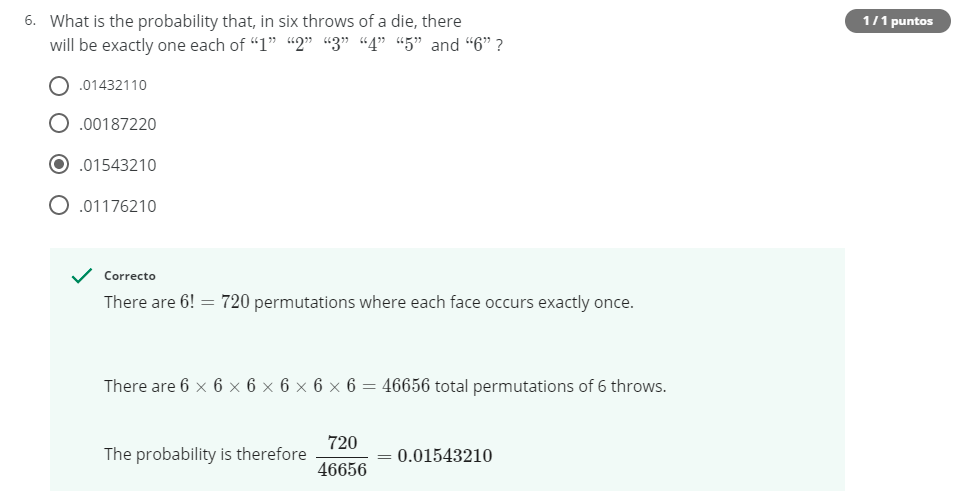 6. What is the probability that, in six throws of a die, there
1 / 1 puntos
will be exactly one each of “1” “2” “3” “4” “5” and “6” ?
.01432110
.00187220
.01543210
.01176210
Correcto
There are 6! = 720 permutations where each face occurs exactly once.
There are 6 × 6 × 6 × 6 × 6 × 6 = 46656 total permutations of 6 throws.
The probability is therefore 720/46656 = 0.01543210